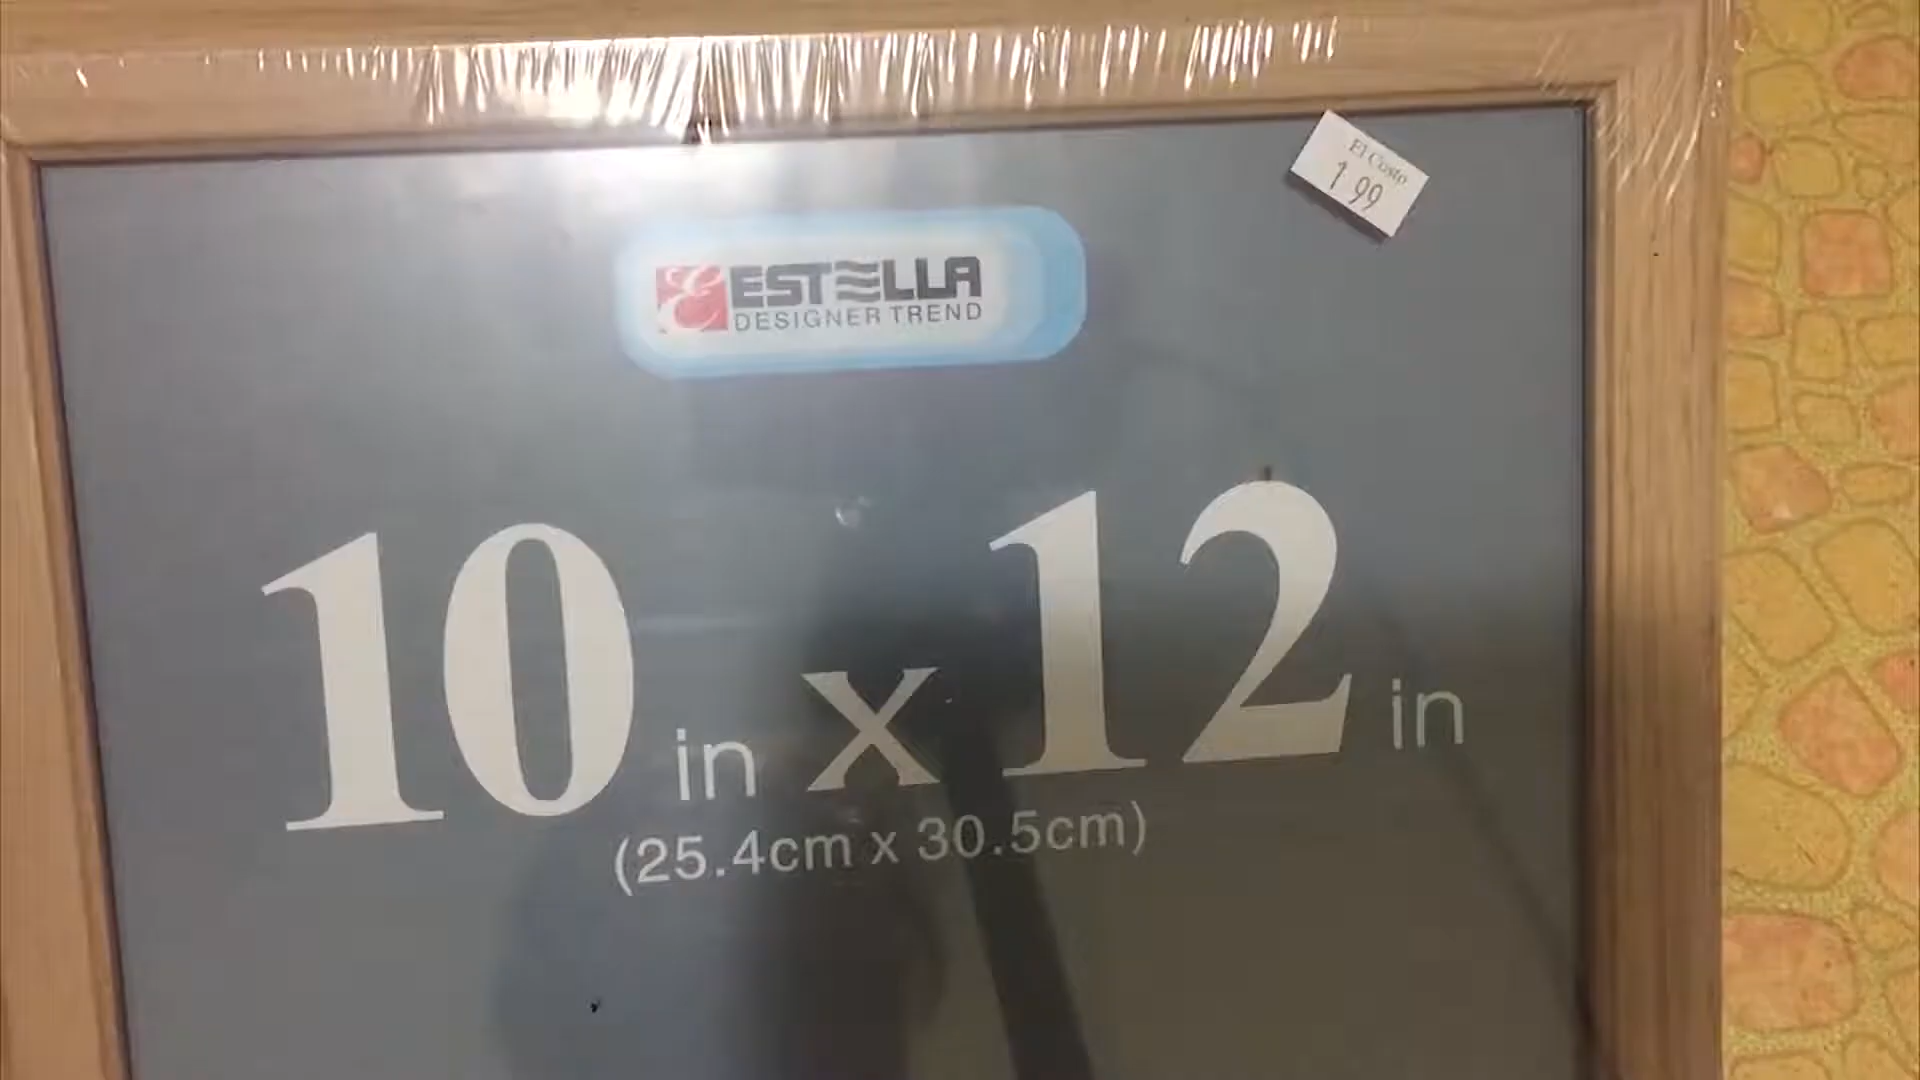 El Costo
1 99
E ESTELLA
DESIGNER TREND
10 in x 12 in
(25.4cm x 30.5cm)